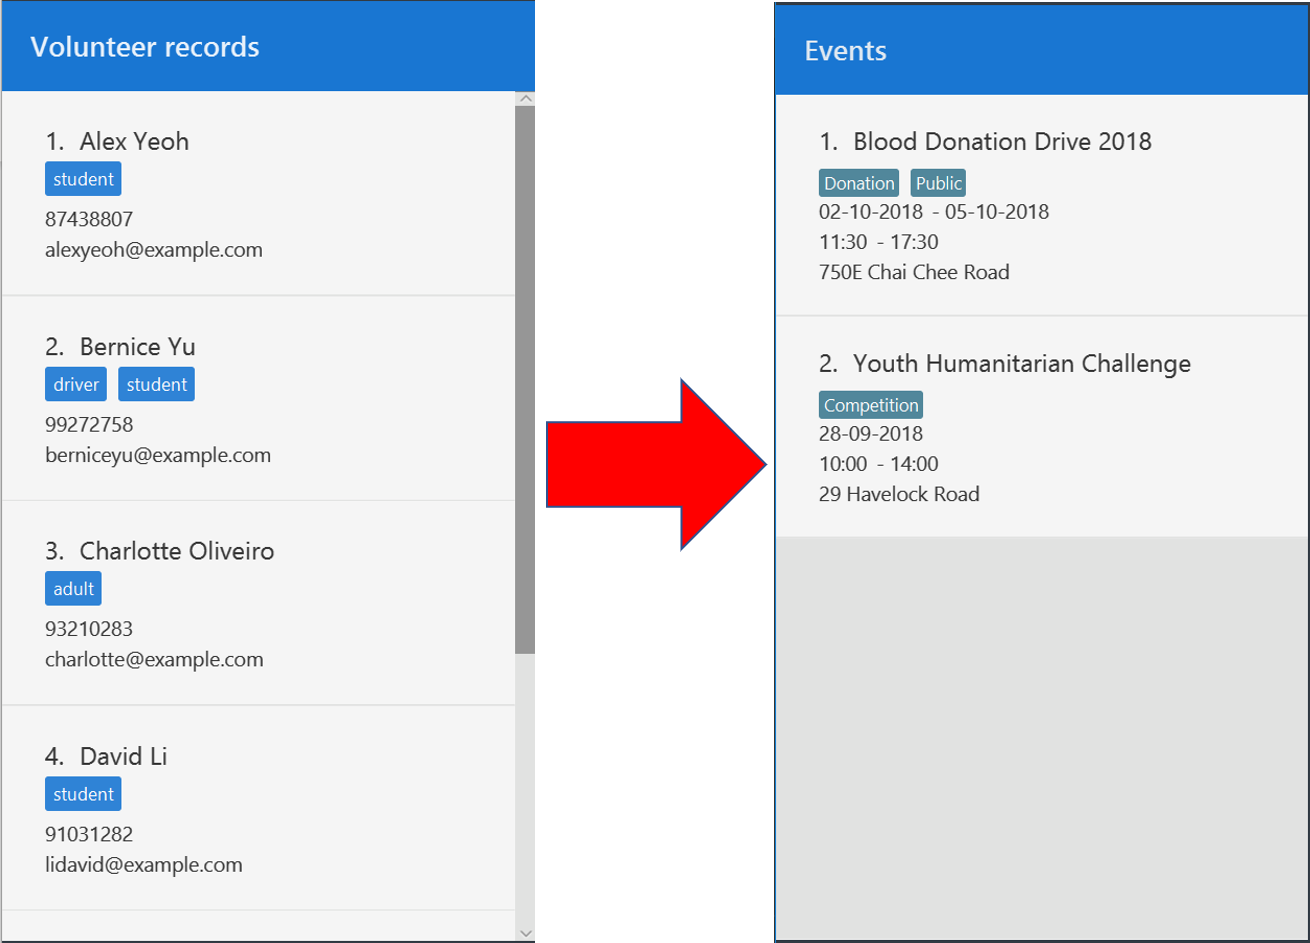 Volunteer records
1. Alex Yeoh
student
87438807
alexyeoh@example.com
2. Bernice Yu
driver student
99272758
berniceyu@example.com
3. Charlotte Oliveiro
adult
93210283
charlotte@example.com
4. David Li
student
91031282
lidavid@example.com
Events
1. Blood Donation Drive 2018
Donation Public
02-10-2018 - 05-10-2018
11:30 - 17:30
750E Chai Chee Road
2. Youth Humanitarian Challenge
Competition
28-09-2018
10:00 - 14:00
29 Havelock Road